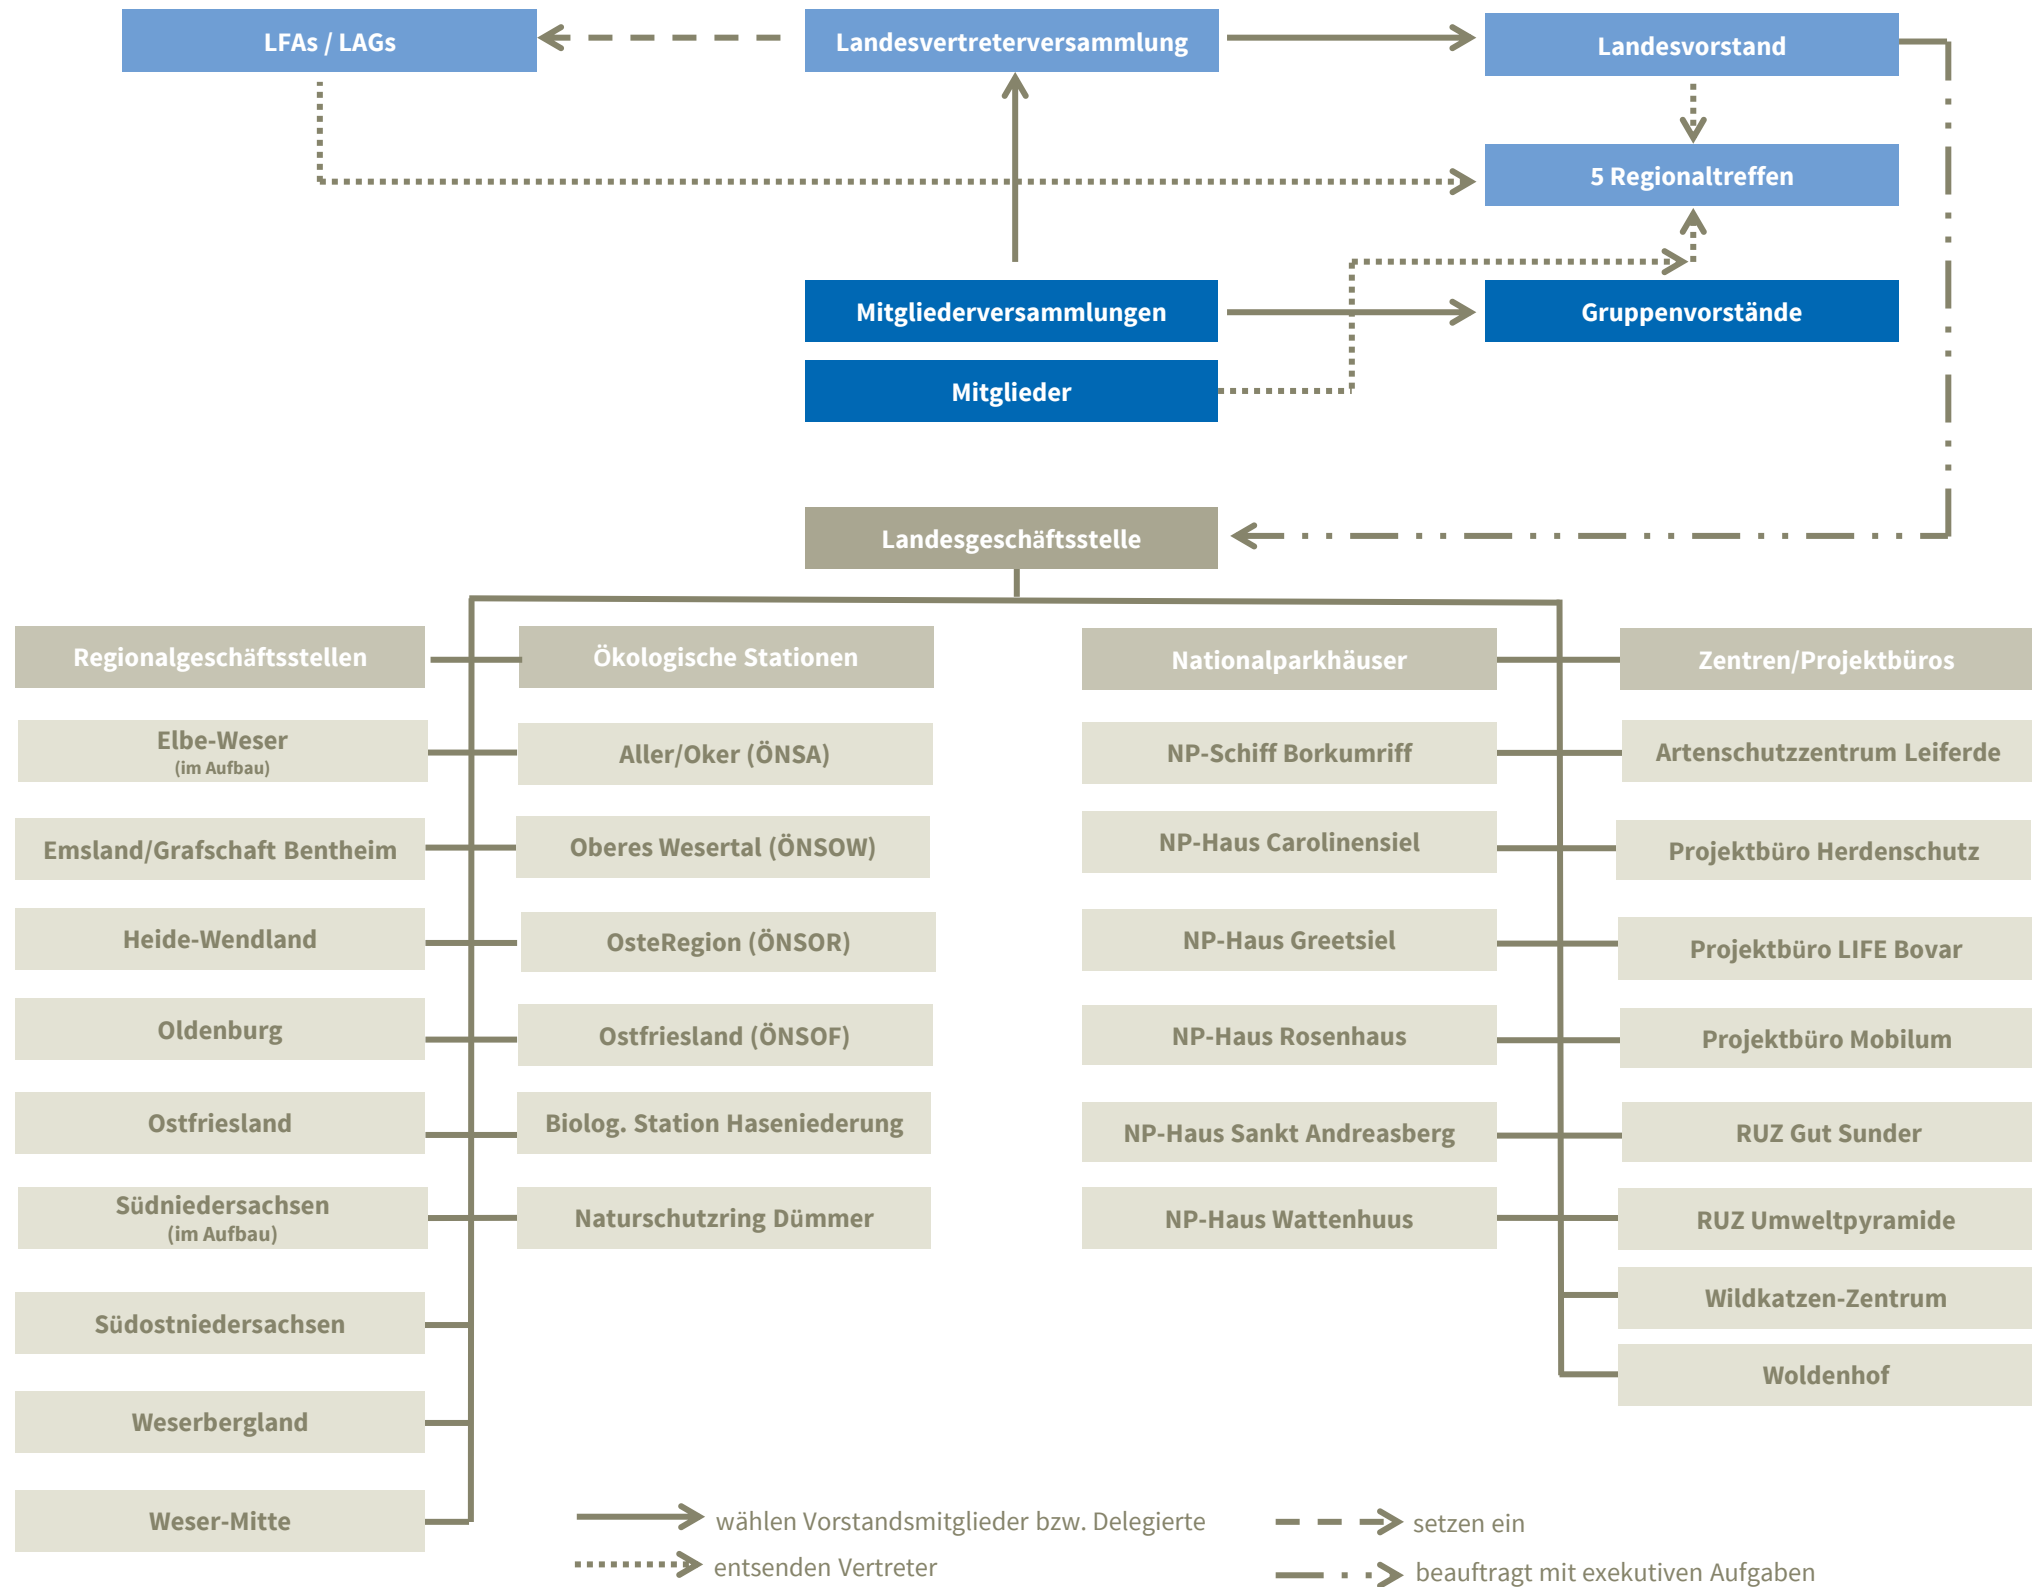 LFAs / LAGs
Landesvertreterversammlung
Landesvorstand
5 Regionaltreffen
Mitgliederversammlungen
Gruppenvorstände
Mitglieder
Landesgeschäftsstelle
Regionalgeschäftsstellen
Elbe-Weser
(im Aufbau)
Emsland/Grafschaft Bentheim
Heide-Wendland
Oldenburg
Ostfriesland
Südniedersachsen
(im Aufbau)
Südostniedersachsen
Weserbergland
Weser-Mitte
Ökologische Stationen
Aller/Oker (ÖNSA)
Oberes Wesertal (ÖNSOW)
OsteRegion (ÖNSOR)
Ostfriesland (ÖNSOF)
Biolog. Station Haseniederung
Naturschutzring Dümmer
Nationalparkhäuser
NP-Schiff Borkumriff
NP-Haus Carolinensiel
NP-Haus Greetsiel
NP-Haus Rosenhaus
NP-Haus Sankt Andreasberg
NP-Haus Wattenhuus
Zentren/Projektbüros
Artenschutzzentrum Leiferde
Projektbüro Herdenschutz
Projektbüro LIFE Bovar
Projektbüro Mobilum
RUZ Gut Sunder
RUZ Umweltpyramide
Wildkatzen-Zentrum
Woldenhof
wählen Vorstandsmitglieder bzw. Delegierte
entsenden Vertreter
setzen ein
beauftragt mit exekutiven Aufgaben